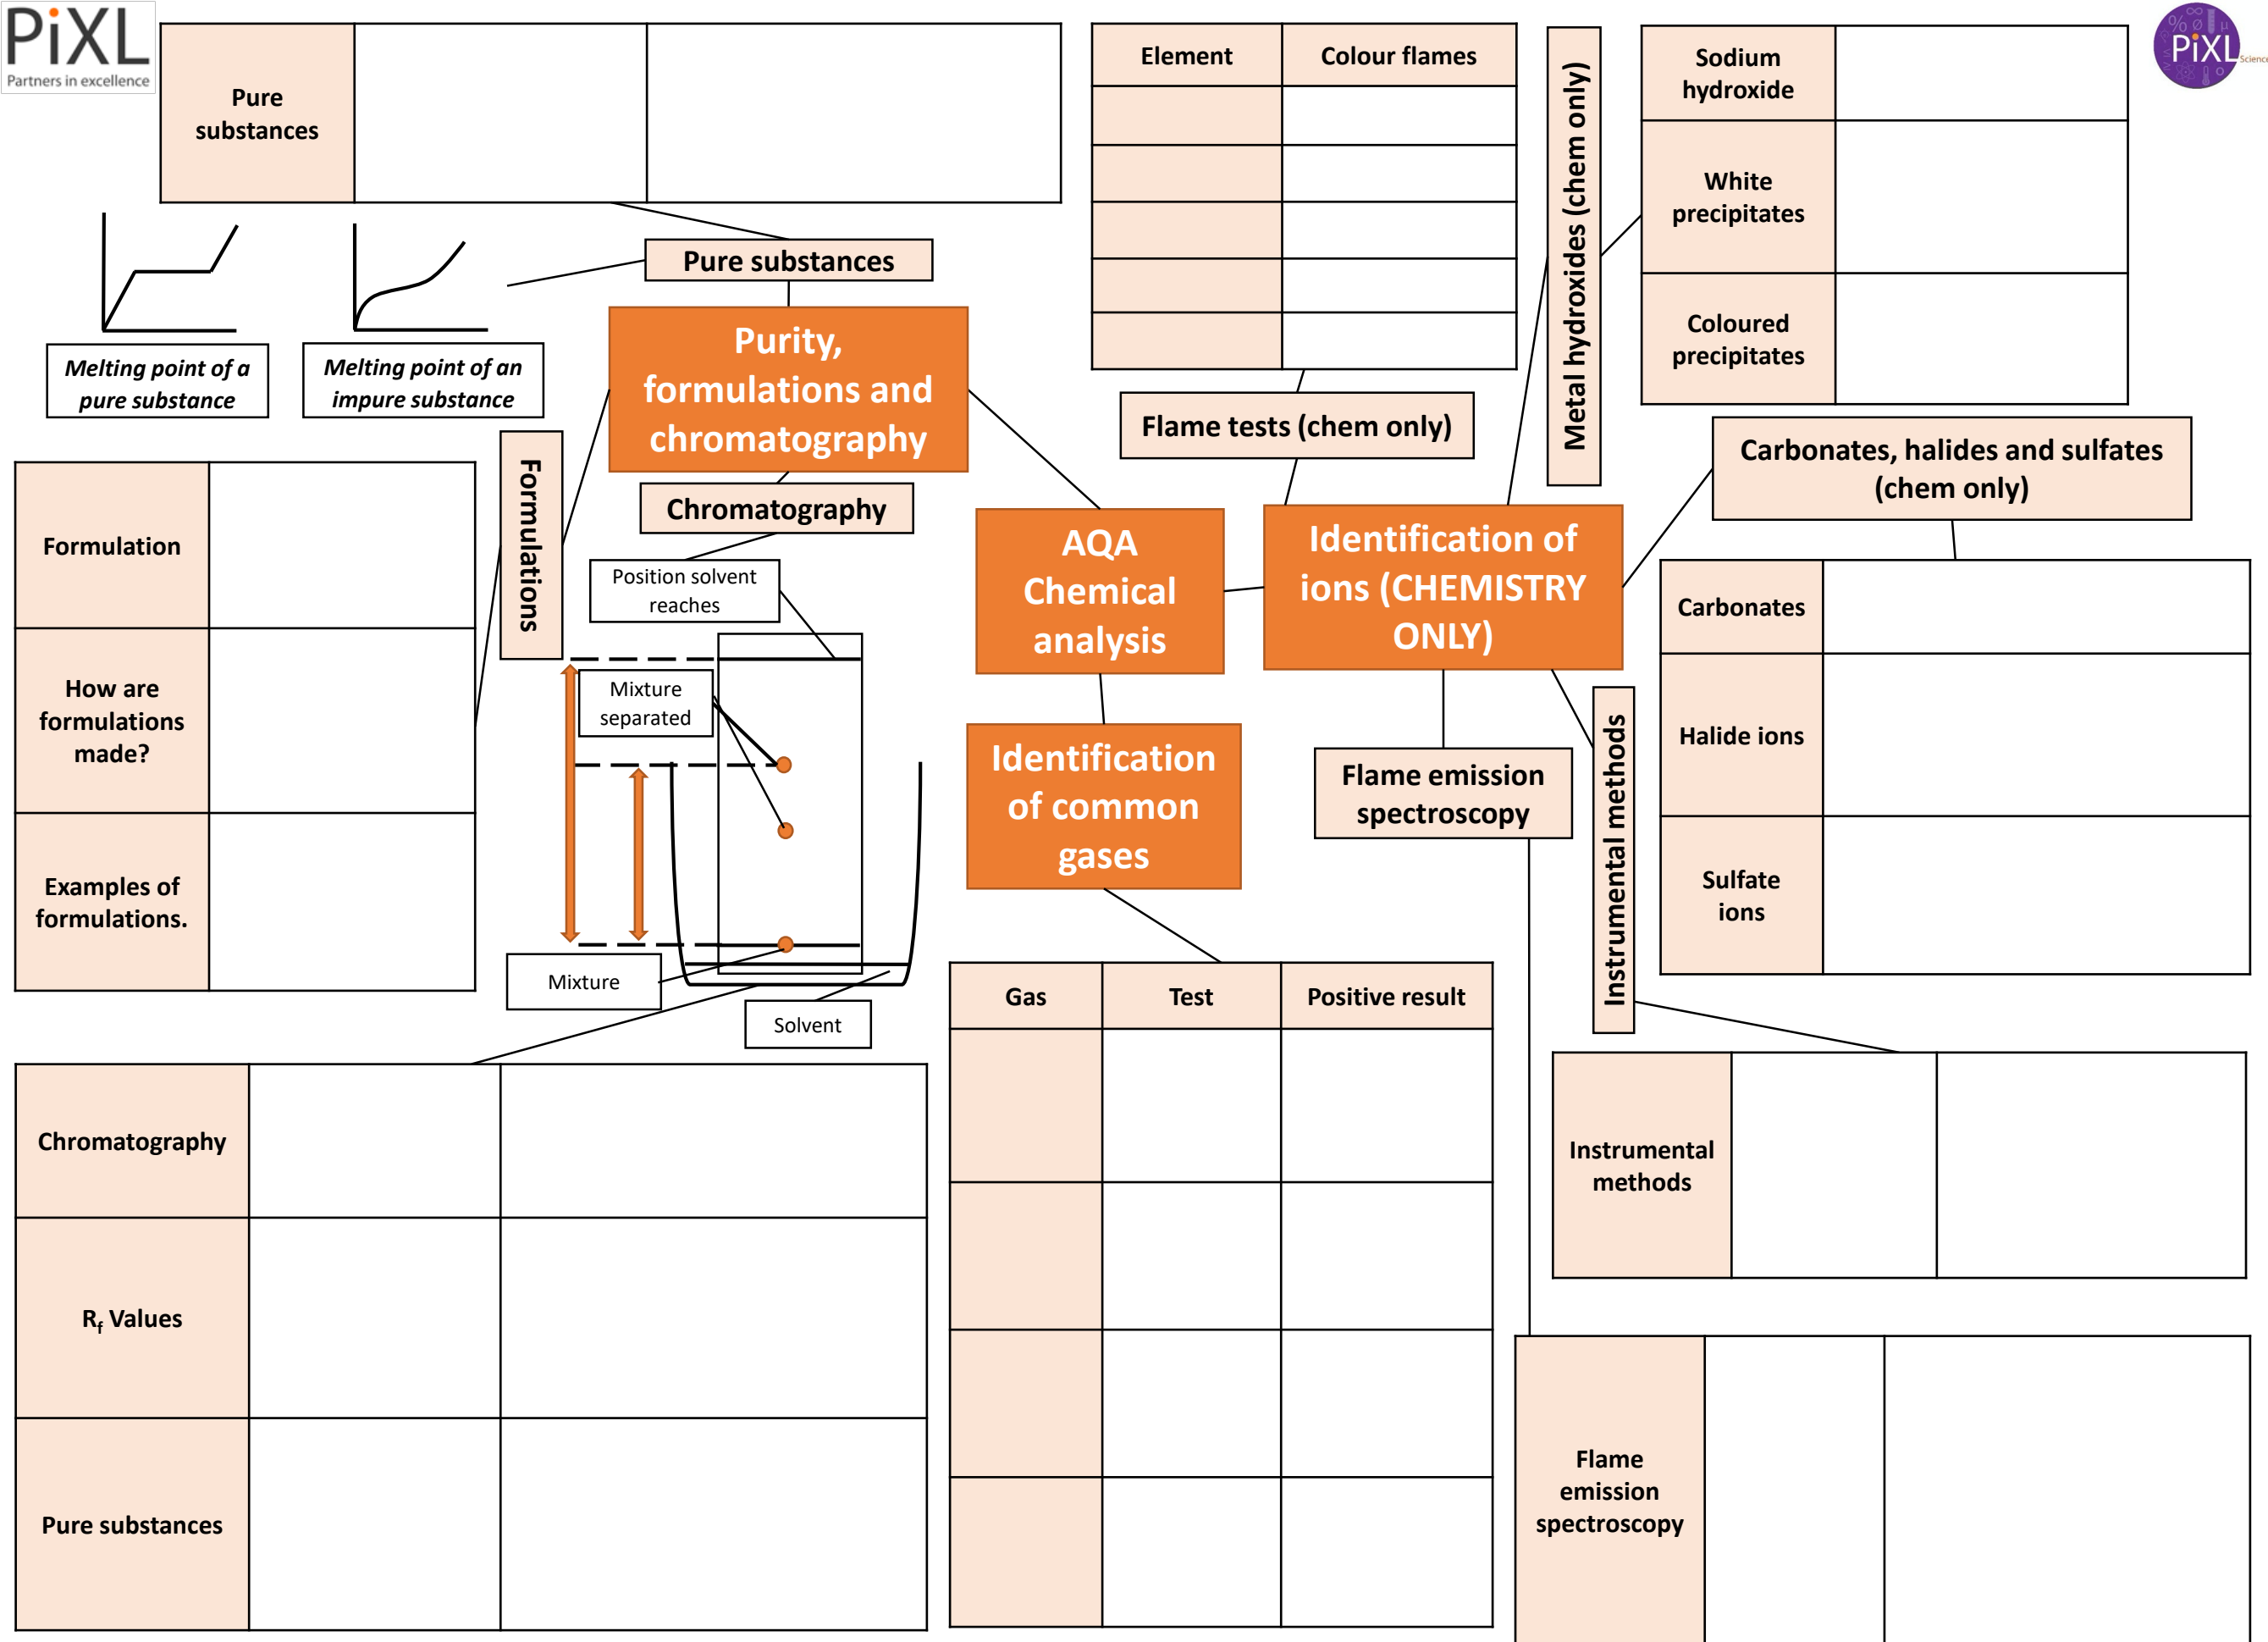 PiXL
Partners in excellence
Pure
substances
Element
Colour flames
Metal hydroxides (chem only)
Sodium
hydroxide
White
precipitates
Coloured
precipitates
PiXL
Science
Pure substances
Melting point of a
pure substance
Melting point of an
impure substance
Purity,
formulations and
chromatography
Flame tests (chem only)
Carbonates, halides and sulfates
(chem only)
Formulations
Formulation
How are
formulations
made?
Examples of
formulations.
Chromatography
Position solvent
reaches
Mixture
separated
Mixture
Solvent
AQA
Chemical
analysis
Identification of
ions (CHEMISTRY
ONLY)
Identification
of common
gases
Flame emission
spectroscopy
Instrumental methods
Carbonates
Halide ions
Sulfate
ions
Chromatography
Rf Values
Pure substances
Gas
Test
Positive result
Instrumental
methods
Flame
emission
spectroscopy